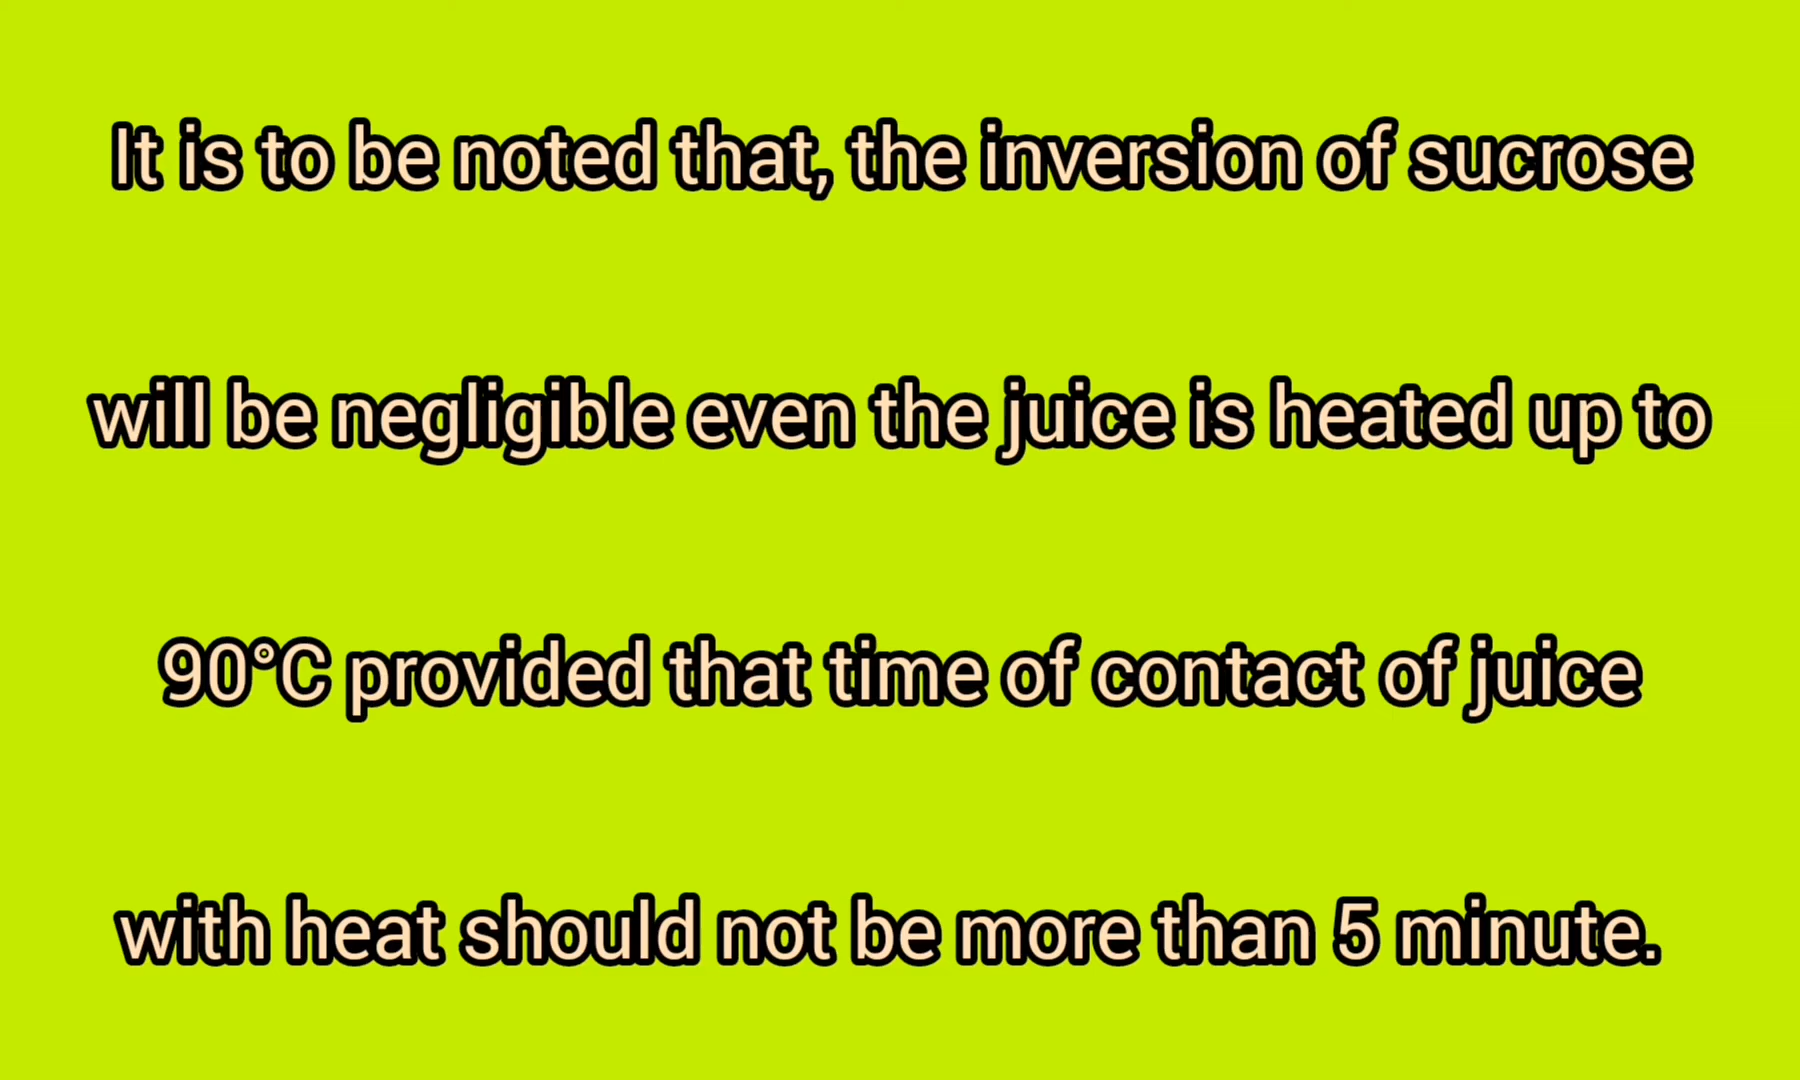 It is to be noted that, the inversion of sucrose
will be negligible even the juice is heated up to
90°C provided that time of contact of juice
with heat should not be more than 5 minute.